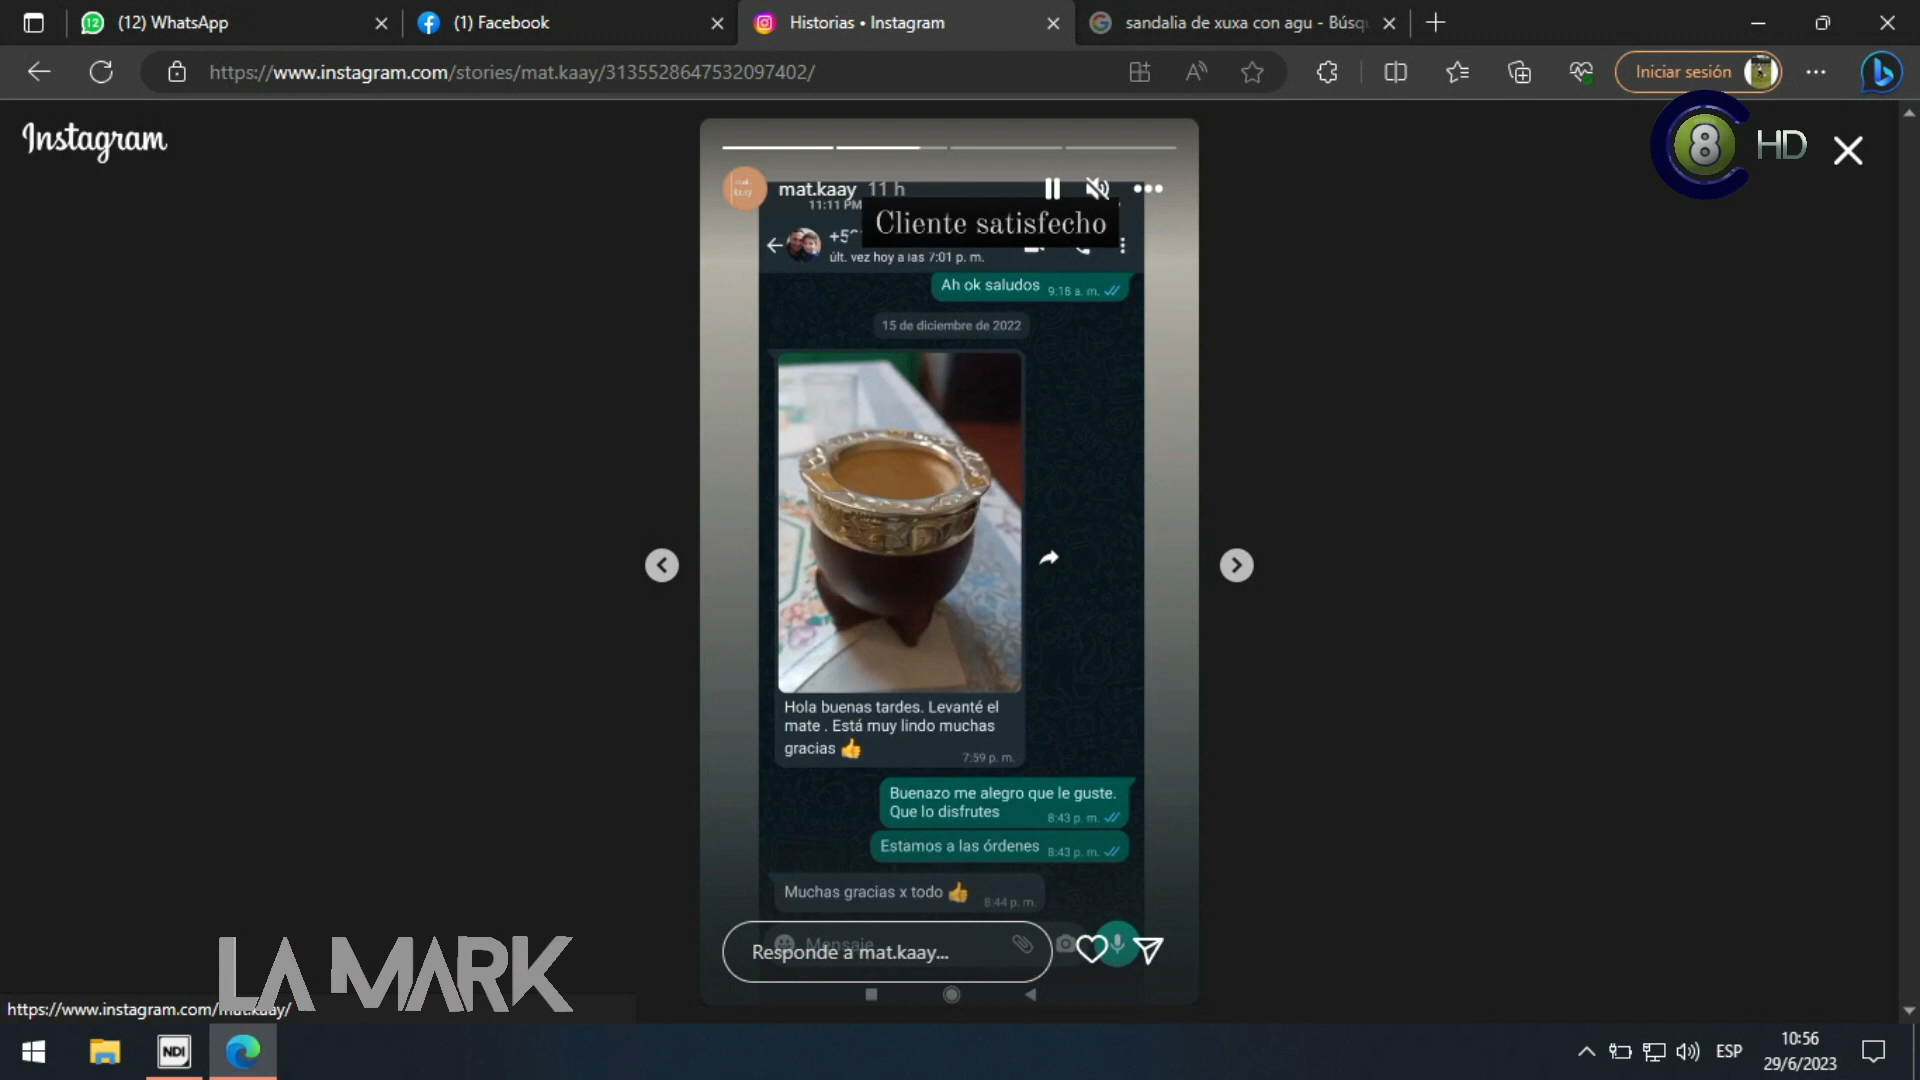 (12) WhatsApp
(1) Facebook
Historias • Instagram
sandalia de xuxa con agu - Búsq
https://www.instagram.com/stories/mat.kaay/3135528647532097402/
Iniciar sesión
Instagram
8 HD
mat.kaay 11 h
11:11 PM
Cliente satisfecho
últ. vez hoy a las 7:01 p. m.
Ah ok saludos 9:18 a. m.
15 de diciembre de 2022
Hola buenas tardes. Levanté el
mate . Está muy lindo muchas
gracias 👍
7:59 p. m.
Buenazo me alegro que le guste.
Que lo disfrutes 8:43 p. m.
Estamos a las órdenes 8:43 p. m.
Muchas gracias x todo 👍 8:44 p. m.
Mensaje
Responde a mat.kaay...
LA MARK
https://www.instagram.com/mat.kaay/
NDI
ESP
10:56
29/6/2023